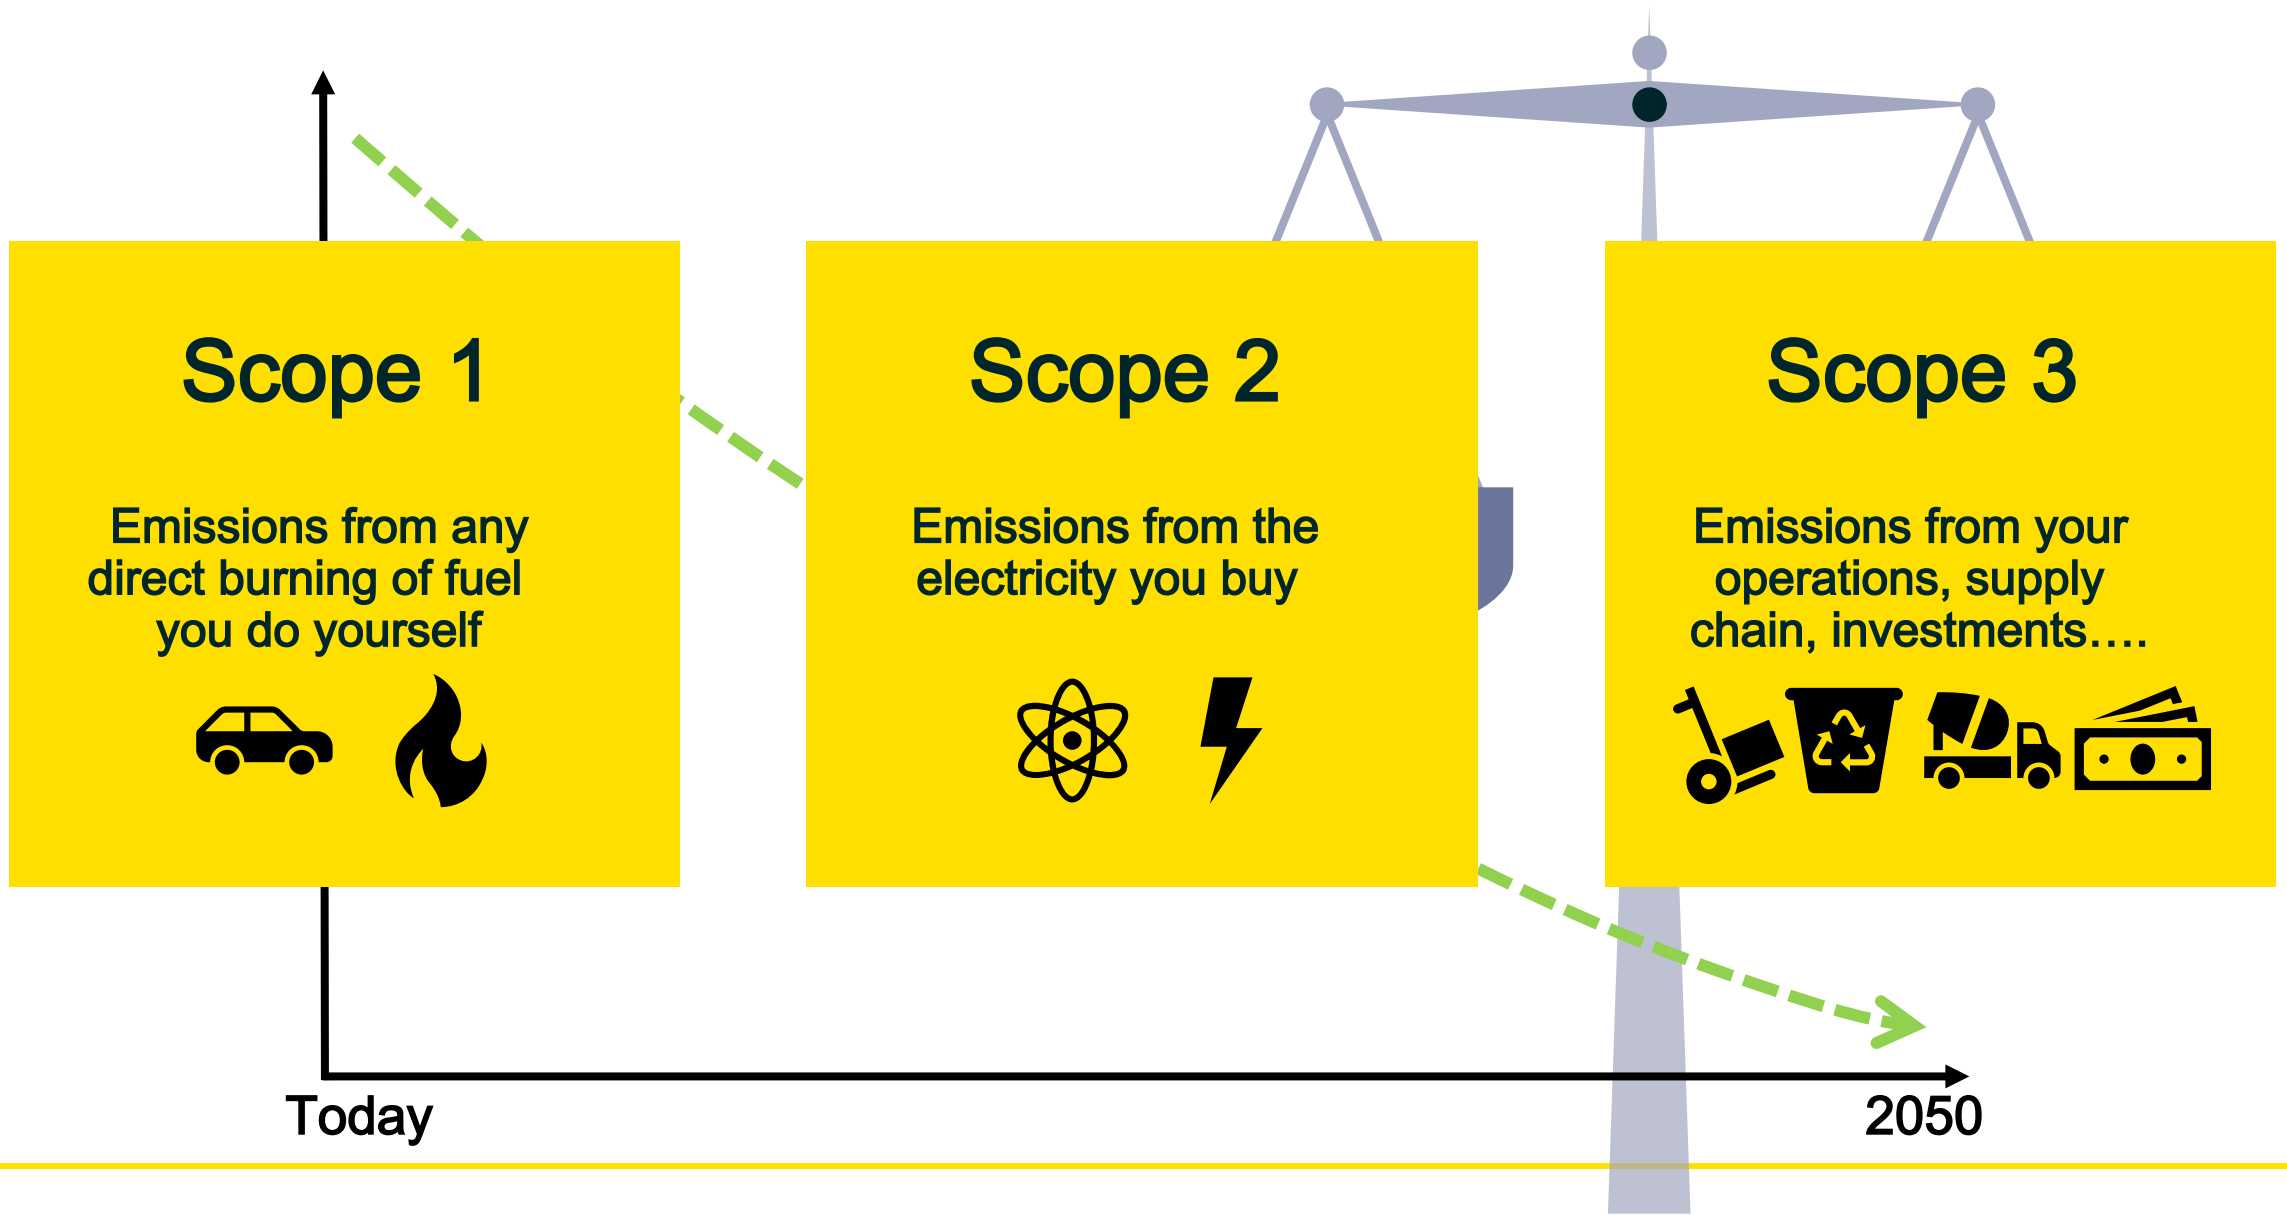 Scope 1
Emissions from any
direct burning of fuel
you do yourself
Scope 2
Emissions from the
electricity you buy
Scope 3
Emissions from your
operations, supply
chain, investments….
Today
2050